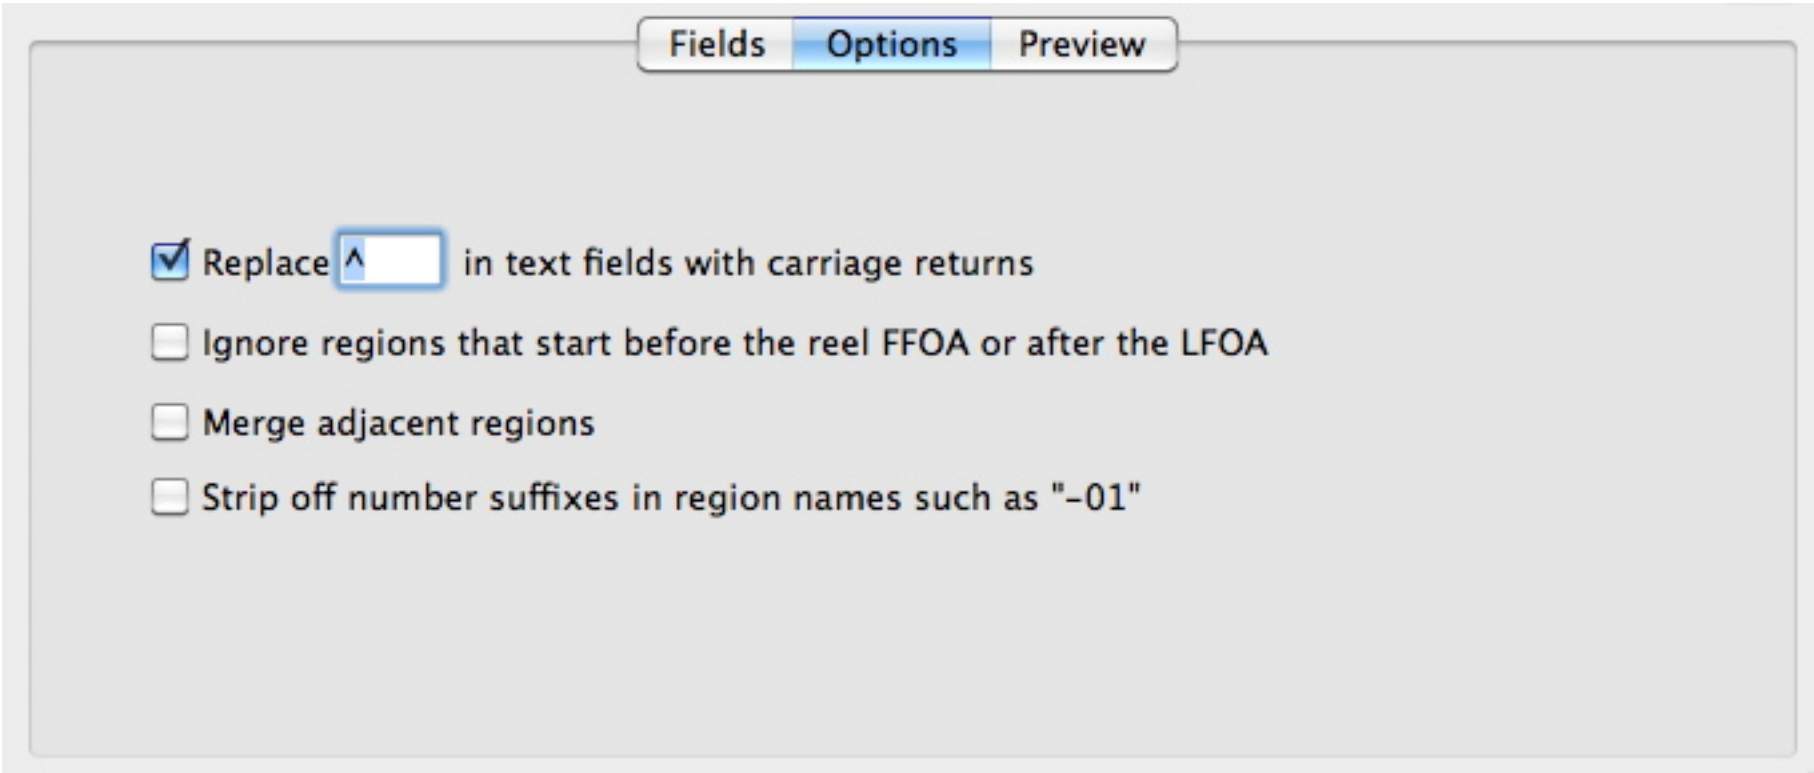 Fields Options Preview
Replace ^ in text fields with carriage returns
Ignore regions that start before the reel FFOA or after the LFOA
Merge adjacent regions
Strip off number suffixes in region names such as "-01"